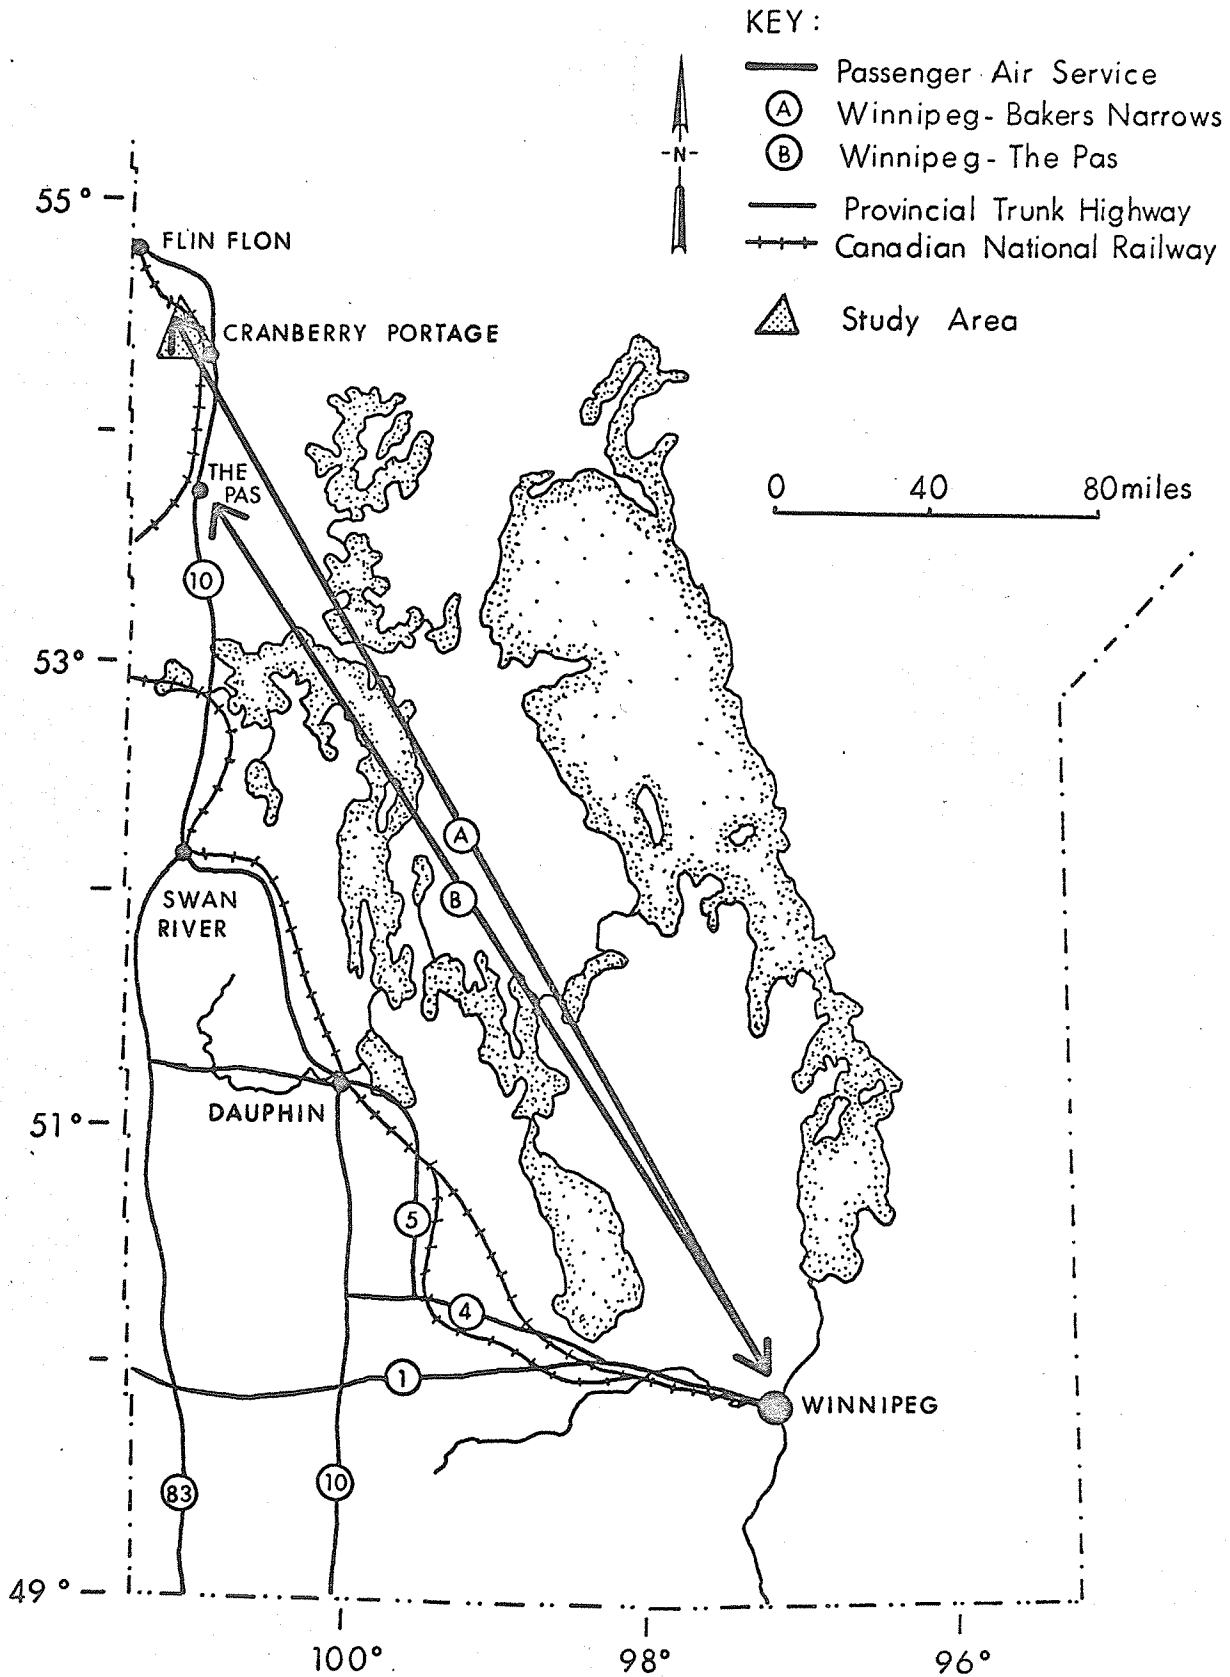 KEY :
Passenger Air Service
A Winnipeg - Bakers Narrows
B Winnipeg - The Pas
Provincial Trunk Highway
Canadian National Railway
Study Area
-N-
55°
FLIN FLON
CRANBERRY PORTAGE
THE
PAS
0 40 80 miles
10
53°
A
B
SWAN
RIVER
51°
DAUPHIN
5
4
1
WINNIPEG
83
10
49°
100° 98° 96°